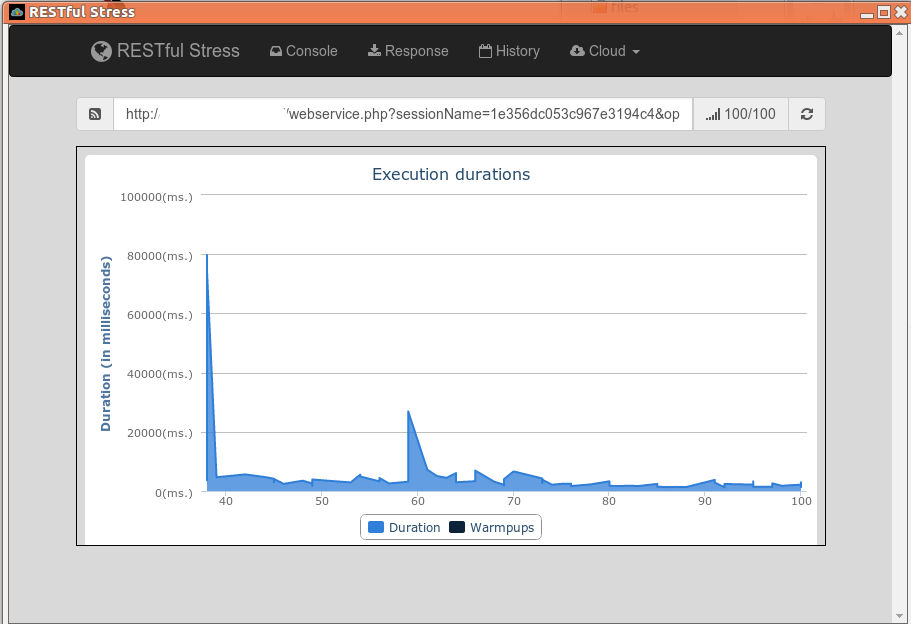 RESTful Stress
files
RESTful Stress Console Response History Cloud
http:/ /webservice.php?sessionName=1e356dc053c967e3194c4&op 100/100
Execution durations
100000(ms.)
80000(ms.)
60000(ms.)
40000(ms.)
20000(ms.)
0(ms.)
Duration (in milliseconds)
40 50 60 70 80 90 100
Duration Warmpups